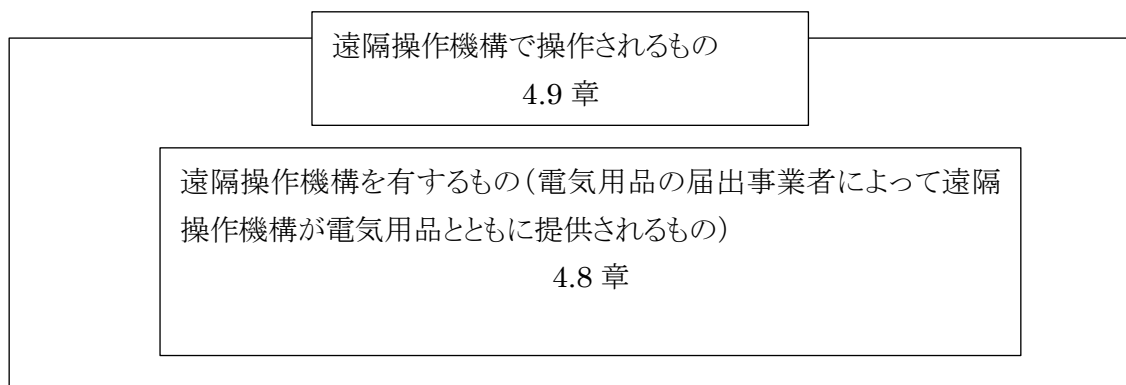 遠隔操作機構で操作されるもの
4.9 章
遠隔操作機構を有するもの（電気用品の届出事業者によって遠隔
操作機構が電気用品とともに提供されるもの）
4.8 章